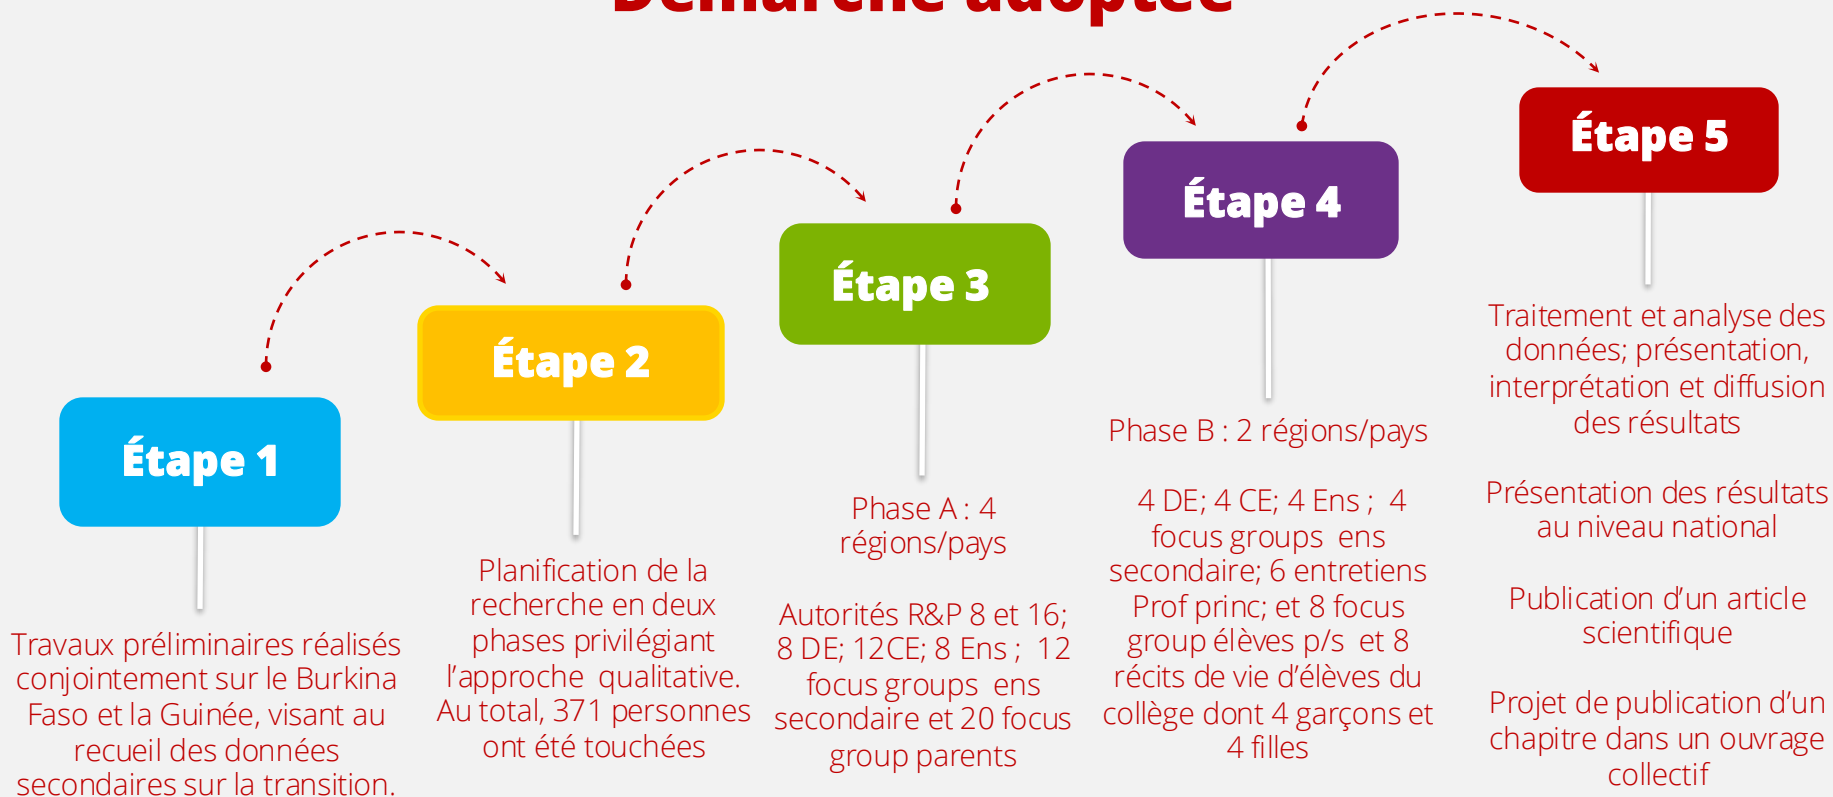 Démarche adoptée
Étape 1
Travaux préliminaires réalisés
conjointement sur le Burkina
Faso et la Guinée, visant au
recueil des données
secondaires sur la transition.
Étape 2
Planification de la
recherche en deux
phases privilégiant
l’approche  qualitative.
Au total, 371 personnes
ont été touchées
Étape 3
Phase A : 4
régions/pays
Autorités R&P 8 et 16;
8 DE; 12CE; 8 Ens ;  12
focus groups  ens
secondaire et 20 focus
group parents
Étape 4
Phase B : 2 régions/pays
4 DE; 4 CE; 4 Ens ;  4
focus groups  ens
secondaire; 6 entretiens
Prof princ; et 8 focus
group élèves p/s  et 8
récits de vie d’élèves du
collège dont 4 garçons et
4 filles
Étape 5
Traitement et analyse des
données; présentation,
interprétation et diffusion
des résultats
Présentation des résultats
au niveau national
Publication d’un article
scientifique
Projet de publication d’un
chapitre dans un ouvrage
collectif